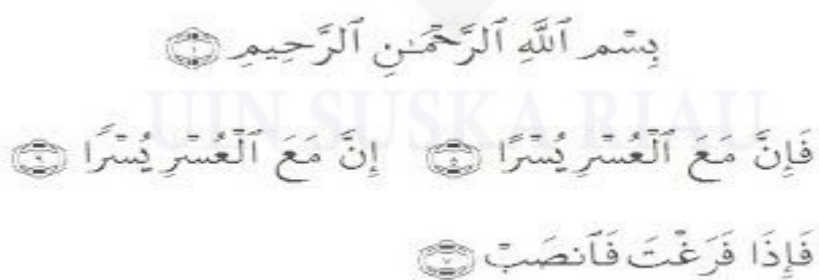 بِسْمِ ٱللَّهِ ٱلرَّحْمَـٰنِ ٱلرَّحِيمِ ۝١
UIN SUSKA RIAU
فَإِنَّ مَعَ ٱلْعُسْرِ يُسْرًا ۝٥ إِنَّ مَعَ ٱلْعُسْرِ يُسْرًا ۝٦
فَإِذَا فَرَغْتَ فَٱنصَبْ ۝٧